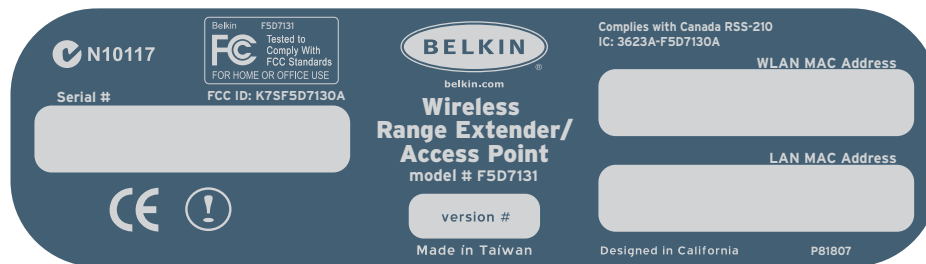 N10117
Belkin F5D7131
FC
Tested to
Comply With
FCC Standards
FOR HOME OR OFFICE USE
Serial #
FCC ID: K7SF5D7130A
CE
!
BELKIN
®
belkin.com
Wireless
Range Extender/
Access Point
model # F5D7131
version #
Made in Taiwan
Complies with Canada RSS-210
IC: 3623A-F5D7130A
WLAN MAC Address
LAN MAC Address
Designed in California P81807